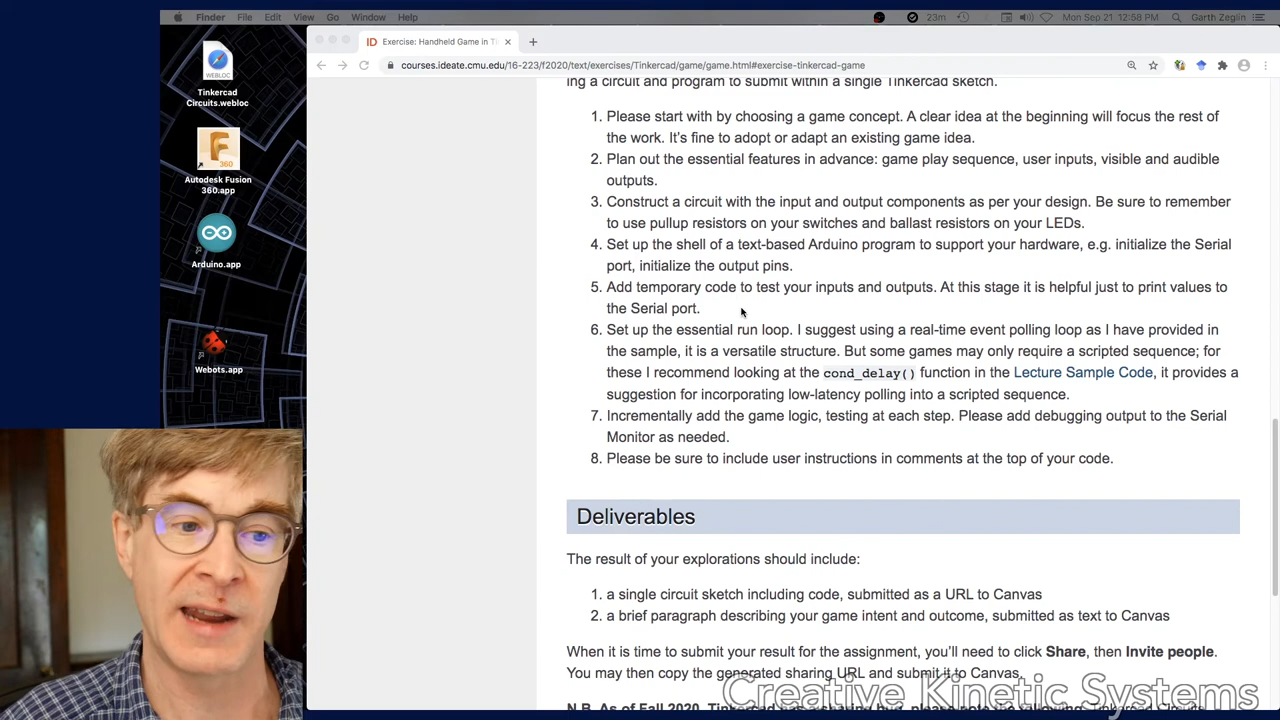 Finder File Edit View Go Window Help 23m Mon Sep 21 12:58 PM Garth Zeglin
Exercise: Handheld Game in Ti
courses.ideate.cmu.edu/16-223/f2020/text/exercises/Tinkercad/game/game.html#exercise-tinkercad-game
WEBLOC
Tinkercad
Circuits.webloc
360
Autodesk Fusion
360.app
Arduino.app
Webots.app
ing a circuit and program to submit within a single Tinkercad sketch.
1. Please start with by choosing a game concept. A clear idea at the beginning will focus the rest of
the work. It’s fine to adopt or adapt an existing game idea.
2. Plan out the essential features in advance: game play sequence, user inputs, visible and audible
outputs.
3. Construct a circuit with the input and output components as per your design. Be sure to remember
to use pullup resistors on your switches and ballast resistors on your LEDs.
4. Set up the shell of a text-based Arduino program to support your hardware, e.g. initialize the Serial
port, initialize the output pins.
5. Add temporary code to test your inputs and outputs. At this stage it is helpful just to print values to
the Serial port.
6. Set up the essential run loop. I suggest using a real-time event polling loop as I have provided in
the sample, it is a versatile structure. But some games may only require a scripted sequence; for
these I recommend looking at the cond_delay() function in the Lecture Sample Code, it provides a
suggestion for incorporating low-latency polling into a scripted sequence.
7. Incrementally add the game logic, testing at each step. Please add debugging output to the Serial
Monitor as needed.
8. Please be sure to include user instructions in comments at the top of your code.
Deliverables
The result of your explorations should include:
1. a single circuit sketch including code, submitted as a URL to Canvas
2. a brief paragraph describing your game intent and outcome, submitted as text to Canvas
When it is time to submit your result for the assignment, you’ll need to click Share, then Invite people.
You may then copy the generated sharing URL and submit it to Canvas.
N.B. As of Fall 2020, Tinkercad
Creative Kinetic Systems